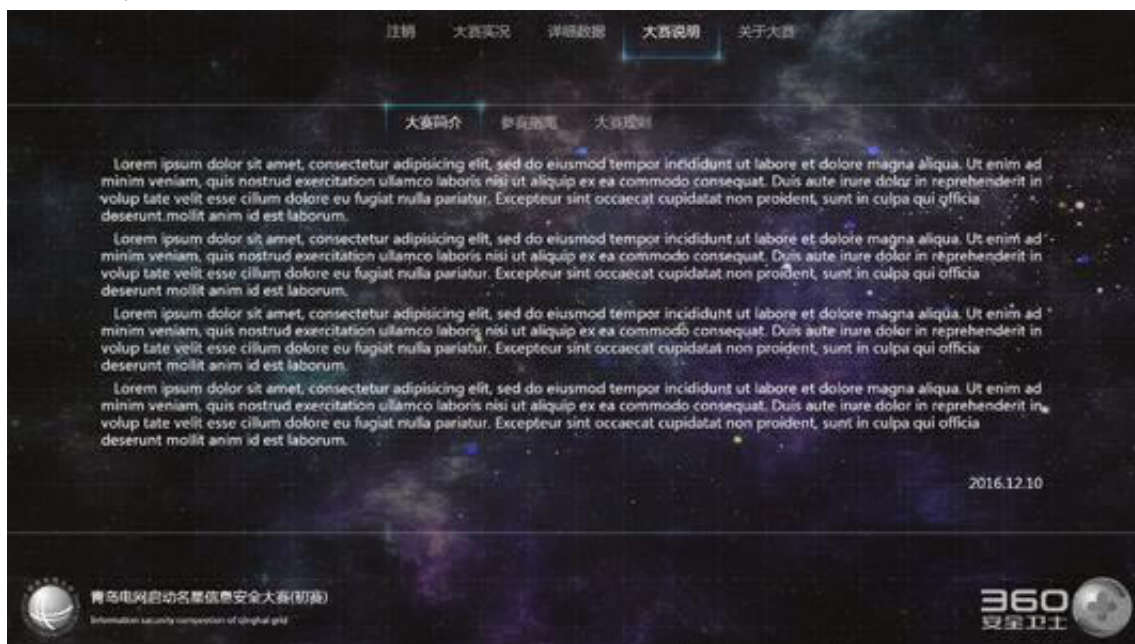 注销 大赛实况 详细数据 大赛说明 关于大赛
大赛简介 参赛指南 大赛规则
Lorem ipsum dolor sit amet, consectetur adipisicing elit, sed do eiusmod tempor incididunt ut labore et dolore magna aliqua. Ut enim ad
minim veniam, quis nostrud exercitation ullamco laboris nisi ut aliquip ex ea commodo consequat. Duis aute irure dolor in reprehenderit in
volup tate velit esse cillum dolore eu fugiat nulla pariatur. Excepteur sint occaecat cupidatat non proident, sunt in culpa qui officia
deserunt mollit anim id est laborum.
Lorem ipsum dolor sit amet, consectetur adipisicing elit, sed do eiusmod tempor incididunt ut labore et dolore magna aliqua. Ut enim ad
minim veniam, quis nostrud exercitation ullamco laboris nisi ut aliquip ex ea commodo consequat. Duis aute irure dolor in reprehenderit in
volup tate velit esse cillum dolore eu fugiat nulla pariatur. Excepteur sint occaecat cupidatat non proident, sunt in culpa qui officia
deserunt mollit anim id est laborum.
Lorem ipsum dolor sit amet, consectetur adipisicing elit, sed do eiusmod tempor incididunt ut labore et dolore magna aliqua. Ut enim ad
minim veniam, quis nostrud exercitation ullamco laboris nisi ut aliquip ex ea commodo consequat. Duis aute irure dolor in reprehenderit in
volup tate velit esse cillum dolore eu fugiat nulla pariatur. Excepteur sint occaecat cupidatat non proident, sunt in culpa qui officia
deserunt mollit anim id est laborum.
Lorem ipsum dolor sit amet, consectetur adipisicing elit, sed do eiusmod tempor incididunt ut labore et dolore magna aliqua. Ut enim ad
minim veniam, quis nostrud exercitation ullamco laboris nisi ut aliquip ex ea commodo consequat. Duis aute irure dolor in reprehenderit in
volup tate velit esse cillum dolore eu fugiat nulla pariatur. Excepteur sint occaecat cupidatat non proident, sunt in culpa qui officia
deserunt mollit anim id est laborum.
2016.12.10
青岛电网启动名星信息安全大赛(初赛)
Information security competion of qinghai grid
360
安全卫士